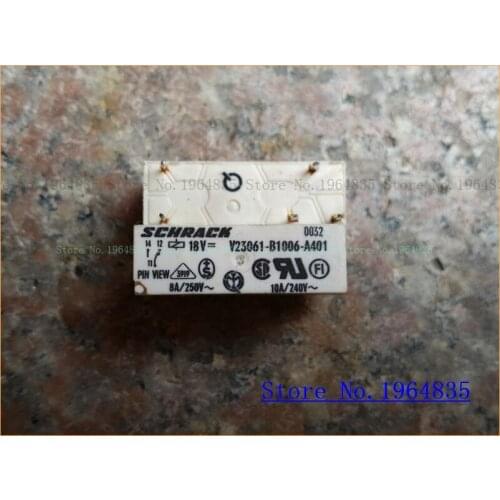 Store No.1964835 Store No.1964835 Store No.1964835
SCHRACK 0032
14 12 18V V23061-B1006-A401
11
PIN VIEW FI
8A/250V~ 10A/240V~
Store No.1964835